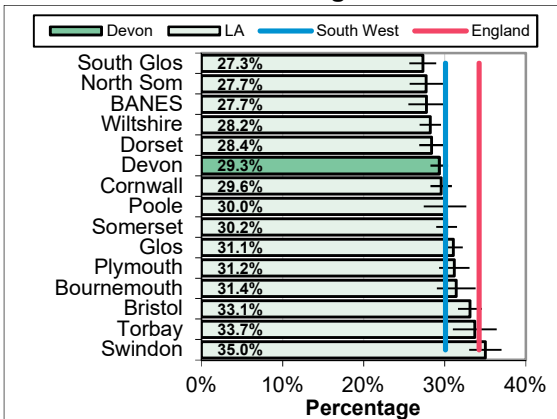 Devon LA South West England
South Glos 27.3%
North Som 27.7%
BANES 27.7%
Wiltshire 28.2%
Dorset 28.4%
Devon 29.3%
Cornwall 29.6%
Poole 30.0%
Somerset 30.2%
Glos 31.1%
Plymouth 31.2%
Bournemouth 31.4%
Bristol 33.1%
Torbay 33.7%
Swindon 35.0%
0% 10% 20% 30% 40%
Percentage